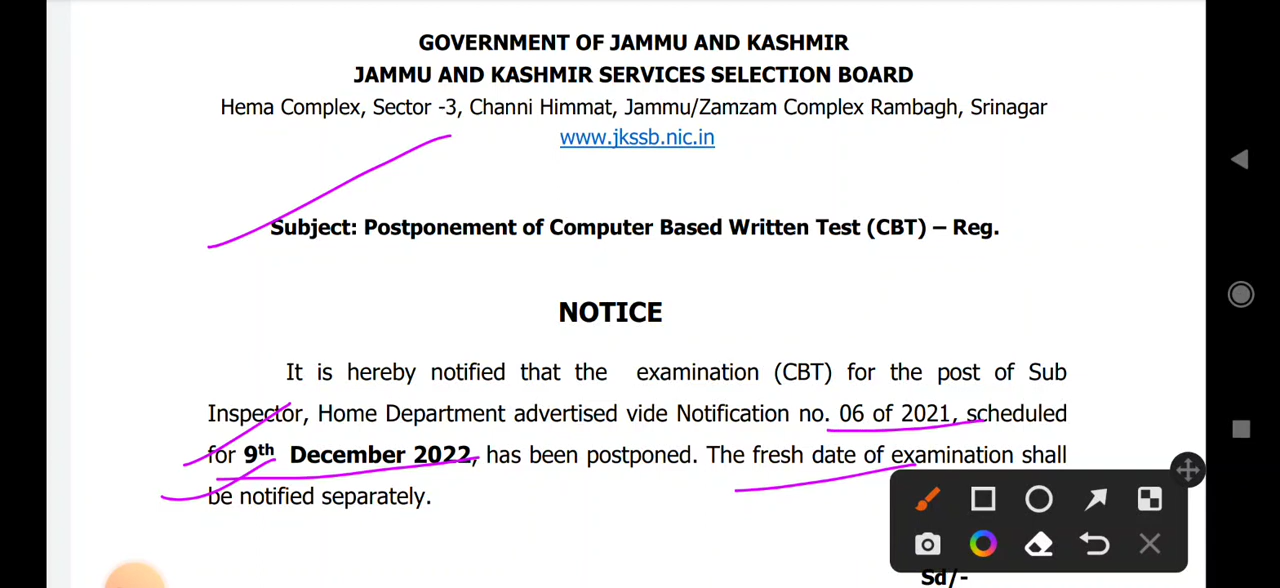 GOVERNMENT OF JAMMU AND KASHMIR
JAMMU AND KASHMIR SERVICES SELECTION BOARD
Hema Complex, Sector -3, Channi Himmat, Jammu/Zamzam Complex Rambagh, Srinagar
www.jkssb.nic.in
Subject: Postponement of Computer Based Written Test (CBT) – Reg.
NOTICE
It is hereby notified that the examination (CBT) for the post of Sub
Inspector, Home Department advertised vide Notification no. 06 of 2021, scheduled
for 9th December 2022, has been postponed. The fresh date of examination shall
be notified separately.
Sd/-